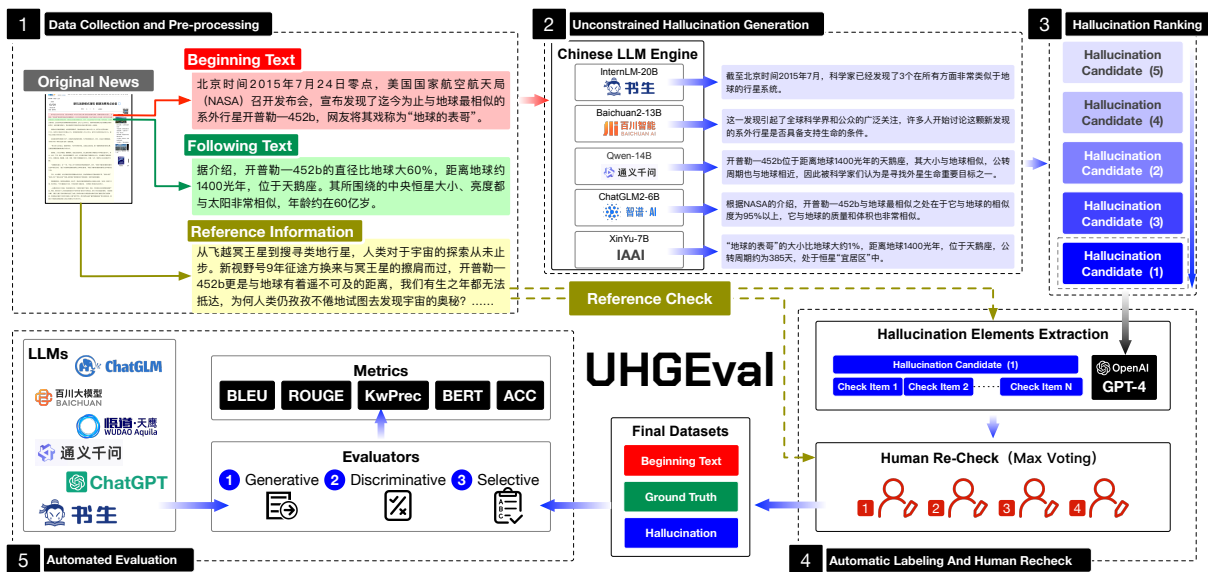 1 Data Collection and Pre-processing
Original News
Beginning Text
北京时间2015年7月24日零点，美国国家航空航天局
（NASA）召开发布会，宣布发现了迄今为止与地球最相似的
系外行星开普勒—452b，网友将其戏称为“地球的表哥”。
Following Text
据介绍，开普勒—452b的直径比地球大60%，距离地球约
1400光年，位于天鹅座。其所围绕的中央恒星大小、亮度都
与太阳非常相似，年龄约在60亿岁。
Reference Information
从飞越冥王星到搜寻类地行星，人类对于宇宙的探索从未止
步。新视野号9年征途方换来与冥王星的擦肩而过，开普勒—
452b更是与地球有着遥不可及的距离，我们有生之年都无法
抵达，为何人类仍孜孜不倦地试图去发现宇宙的奥秘？……
2 Unconstrained Hallucination Generation
Chinese LLM Engine
InternLM-20B
书生
截至北京时间2015年7月，科学家已经发现了3个在所有方面非常类似于地
球的行星系统。
Baichuan2-13B
百川智能
BAICHUAN AI
这一发现引起了全球科学界和公众的广泛关注，许多人开始讨论这颗新发现
的系外行星是否具备支持生命的条件。
Qwen-14B
通义千问
开普勒—452b位于距离地球1400光年的天鹅座，其大小与地球相似，公转
周期也与地球相近，因此被科学家们认为是寻找外星生命重要目标之一。
ChatGLM2-6B
智谱·AI
根据NASA的介绍，开普勒—452b与地球最相似之处在于它与地球的相似
度为95%以上，它与地球的质量和体积也非常相似。
XinYu-7B
IAAI
“地球的表哥”的大小比地球大约1%，距离地球1400光年，位于天鹅座，公
转周期约为385天，处于恒星“宜居区”中。
3 Hallucination Ranking
Hallucination
Candidate (5)
Hallucination
Candidate (4)
Hallucination
Candidate (2)
Hallucination
Candidate (3)
Hallucination
Candidate (1)
Reference Check
UHGEval
Hallucination Elements Extraction
Hallucination Candidate (1)
Check Item 1 Check Item 2 ······ Check Item N
OpenAI
GPT-4
Human Re-Check (Max Voting)
1 2 3 4
4 Automatic Labeling And Human Recheck
Final Datasets
Beginning Text
Ground Truth
Hallucination
LLMs
ChatGLM
百川大模型
BAICHUAN
悟道·天鹰
WUDAO Aquila
通义千问
ChatGPT
书生
Metrics
BLEU ROUGE KwPrec BERT ACC
Evaluators
1 Generative 2 Discriminative 3 Selective
A
B
C
5 Automated Evaluation